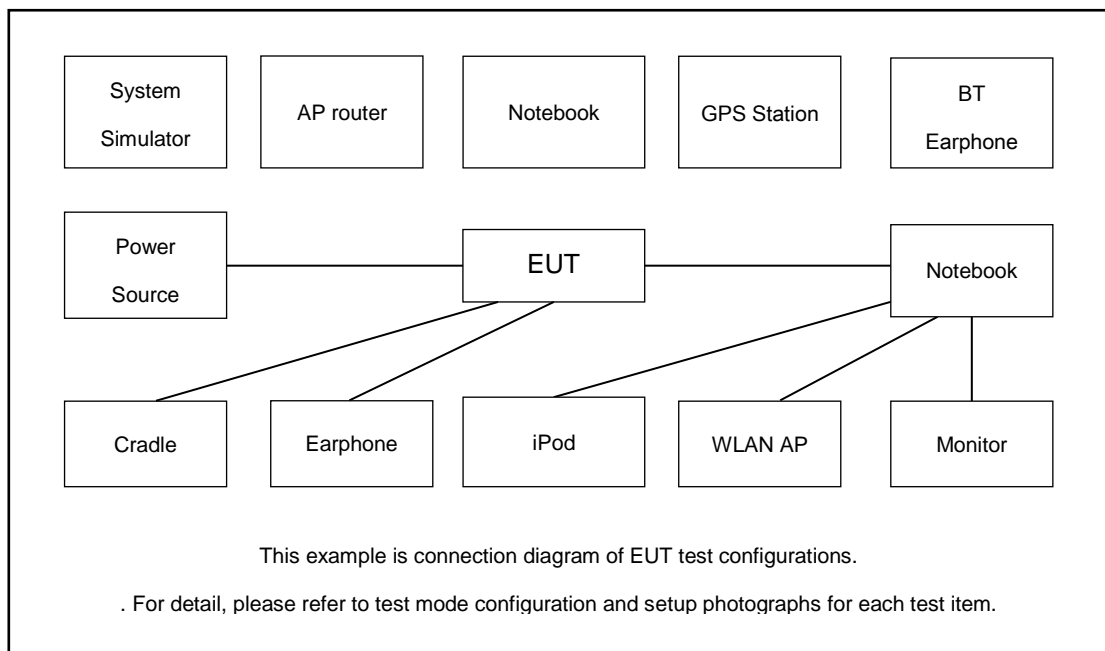 System
Simulator
AP router
Notebook
GPS Station
BT
Earphone
Power
Source
EUT
Notebook
Cradle
Earphone
iPod
WLAN AP
Monitor
This example is connection diagram of EUT test configurations.
. For detail, please refer to test mode configuration and setup photographs for each test item.